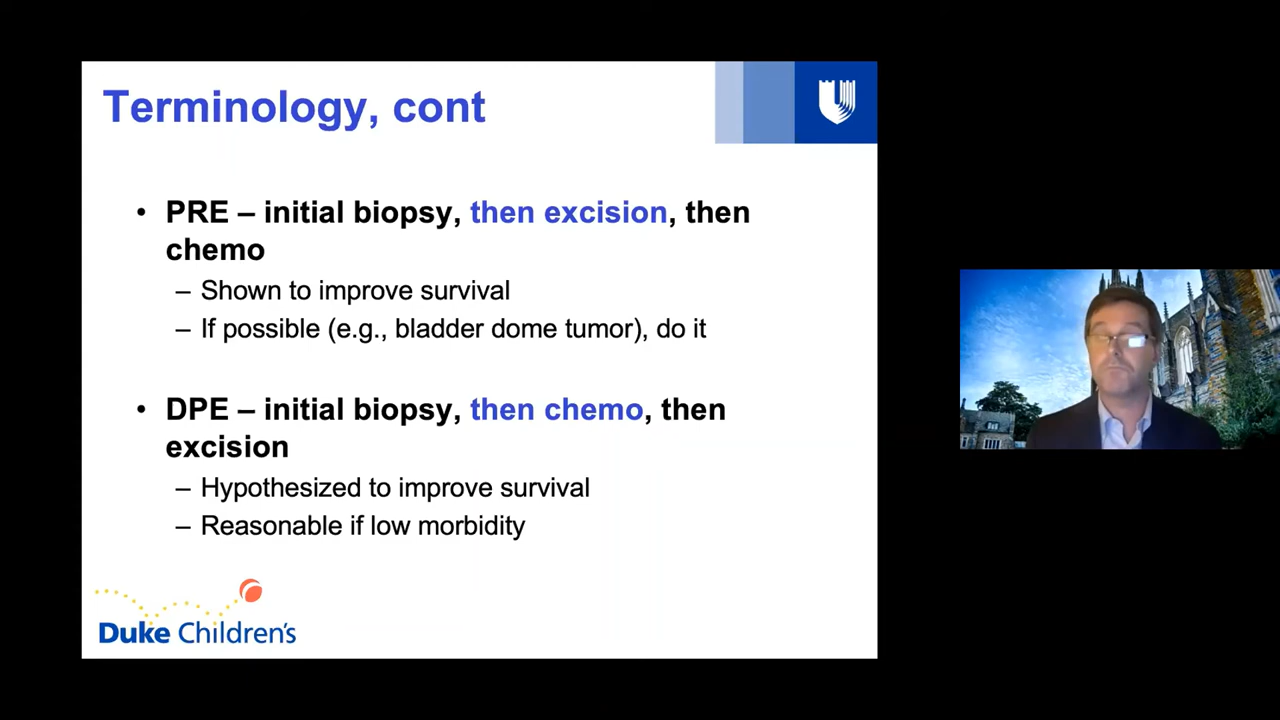 Terminology, cont
• PRE – initial biopsy, then excision, then
chemo
– Shown to improve survival
– If possible (e.g., bladder dome tumor), do it
• DPE – initial biopsy, then chemo, then
excision
– Hypothesized to improve survival
– Reasonable if low morbidity
Duke Children's